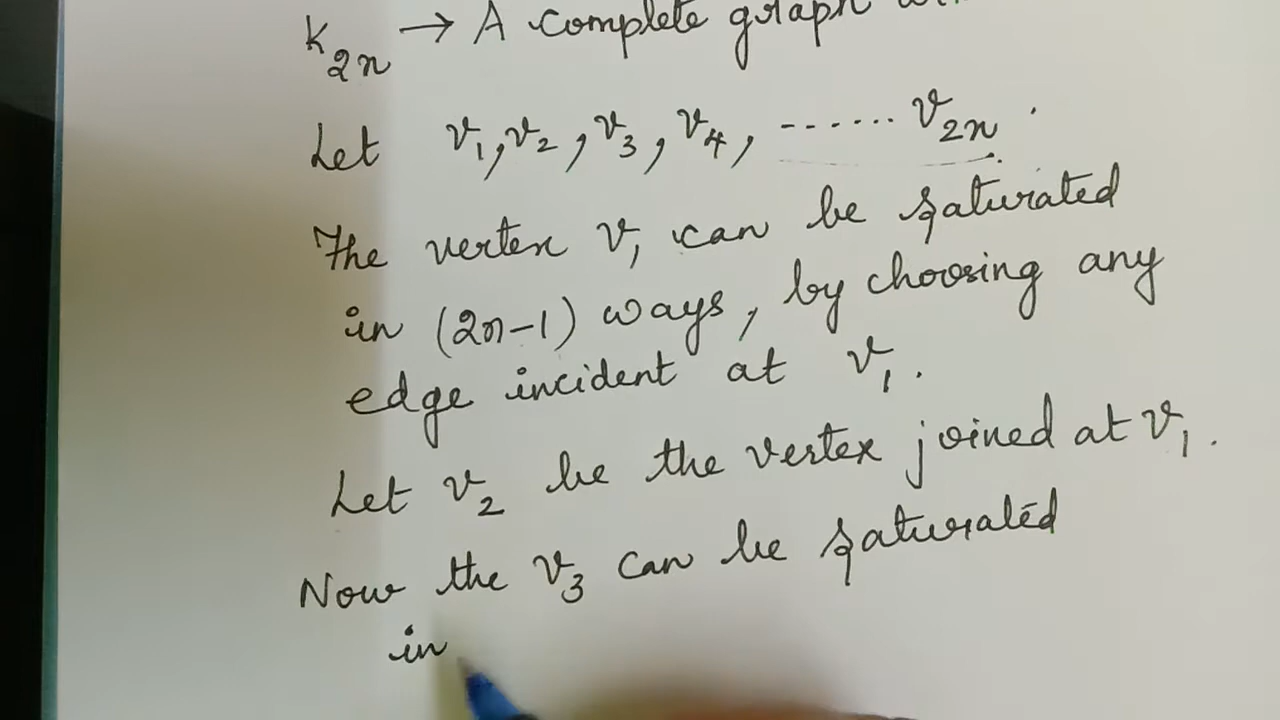 K2n → A complete graph
Let v1, v2, v3, v4, ------ v2n.
The vertex v1 can be saturated
in (2n-1) ways, by choosing any
edge incident at v1.
Let v2 be the vertex joined at v1.
Now the v3 can be saturated
in